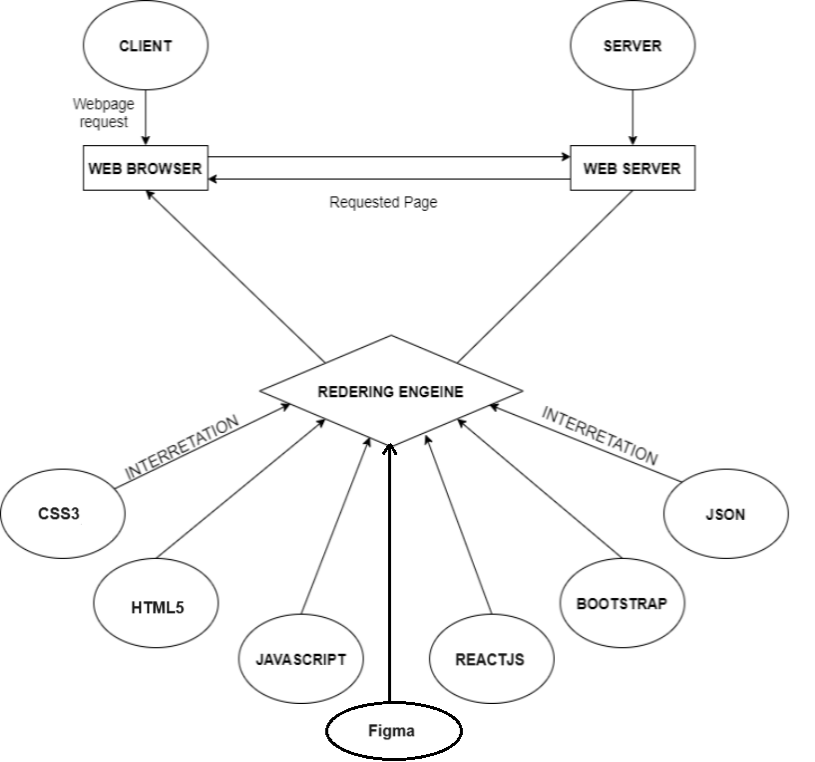 CLIENT
SERVER
Webpage
request
WEB BROWSER
WEB SERVER
Requested Page
REDERING ENGEINE
INTERRETATION
INTERRETATION
CSS3
JSON
HTML5
BOOTSTRAP
JAVASCRIPT
REACTJS
Figma